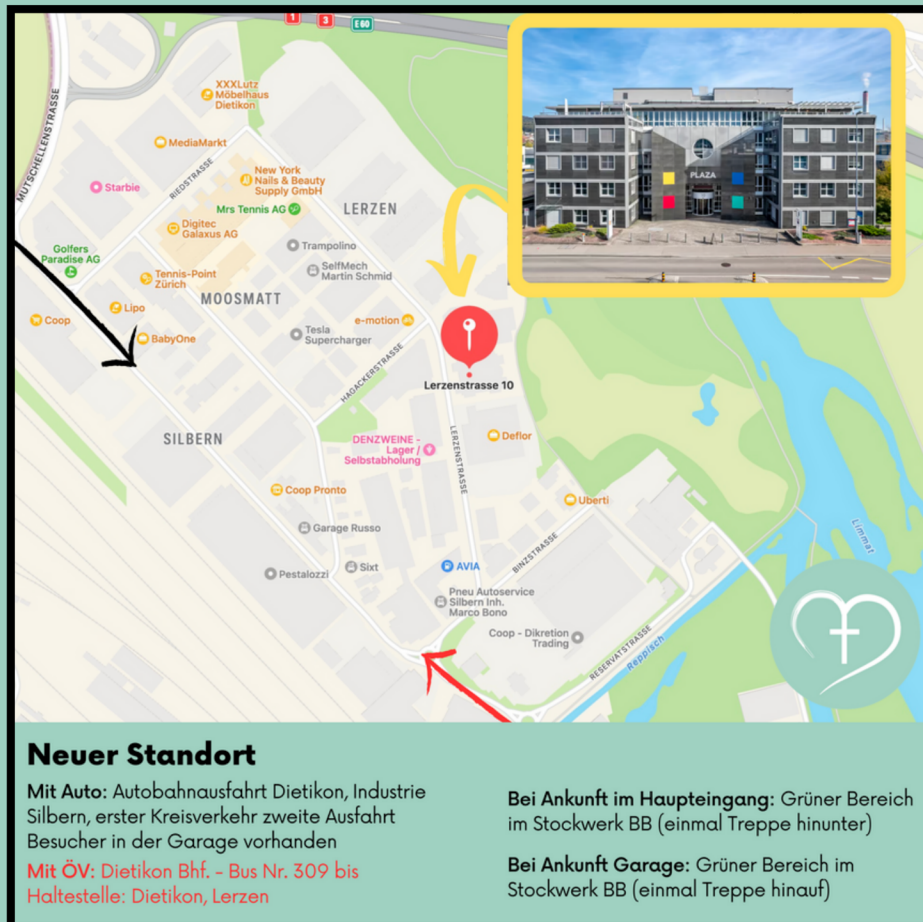 1
3
E60
MUTSCHELLENSTRASSE
XXXLutz
Möbelhaus
Dietikon
MediaMarkt
RIEDSTRASSE
Starbie
New York
Nails & Beauty
Supply GmbH
Mrs Tennis AG
LERZEN
PLAZA
Digitec
Galaxus AG
Trampolino
Golfers
Paradise AG
SelfMech
Martin Schmid
Tennis-Point
Zürich
MOOSMATT
Lipo
Coop
e-motion
Tesla
Supercharger
BabyOne
HAGACKERSTRASSE
Lerzenstrasse 10
SILBERN
DENZWEINE -
Lager /
Selbstabholung
LERZENSTRASSE
Deflor
Coop Pronto
Uberti
Garage Russo
Limmat
BINZSTRASSE
Sixt
AVIA
Pestalozzi
Pneu Autoservice
Silbern Inh.
Marco Bono
Coop - Dikretion
Trading
RESERVATSTRASSE
Reppisch
Neuer Standort
Mit Auto: Autobahnausfahrt Dietikon, Industrie
Silbern, erster Kreisverkehr zweite Ausfahrt
Besucher in der Garage vorhanden
Mit ÖV: Dietikon Bhf. - Bus Nr. 309 bis
Haltestelle: Dietikon, Lerzen
Bei Ankunft im Haupteingang: Grüner Bereich
im Stockwerk BB (einmal Treppe hinunter)
Bei Ankunft Garage: Grüner Bereich im
Stockwerk BB (einmal Treppe hinauf)